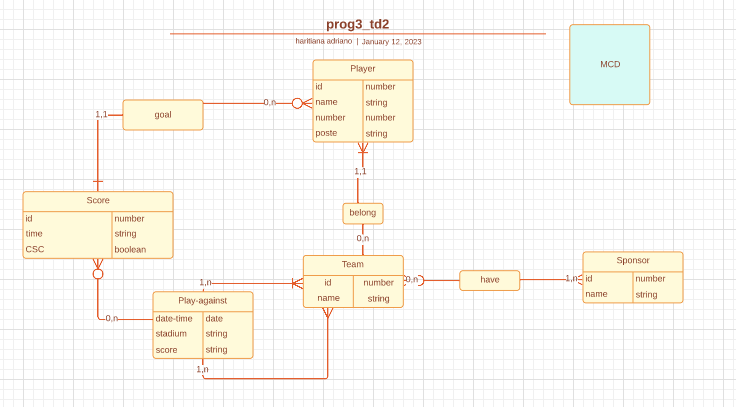 prog3_td2
haritiana adriano | January 12, 2023
MCD
Player
id number
name string
number number
poste string
goal
0,n
1,1
1,1
Score
id number
time string
CSC boolean
belong
0,n
Team
id number
name string
0,n
have
1,n
Sponsor
id number
name string
1,n
Play-against
date-time date
stadium string
score string
0,n
1,n